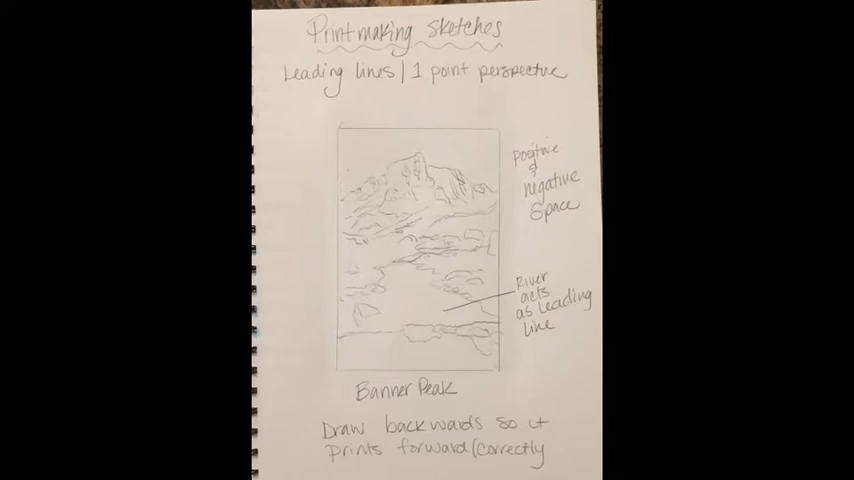 Printmaking Sketches
Leading lines | 1 point perspective
Positive
&
negative
Space
River
acts
as Leading
line
Banner Peak
Draw backwards so it
prints forward (correctly